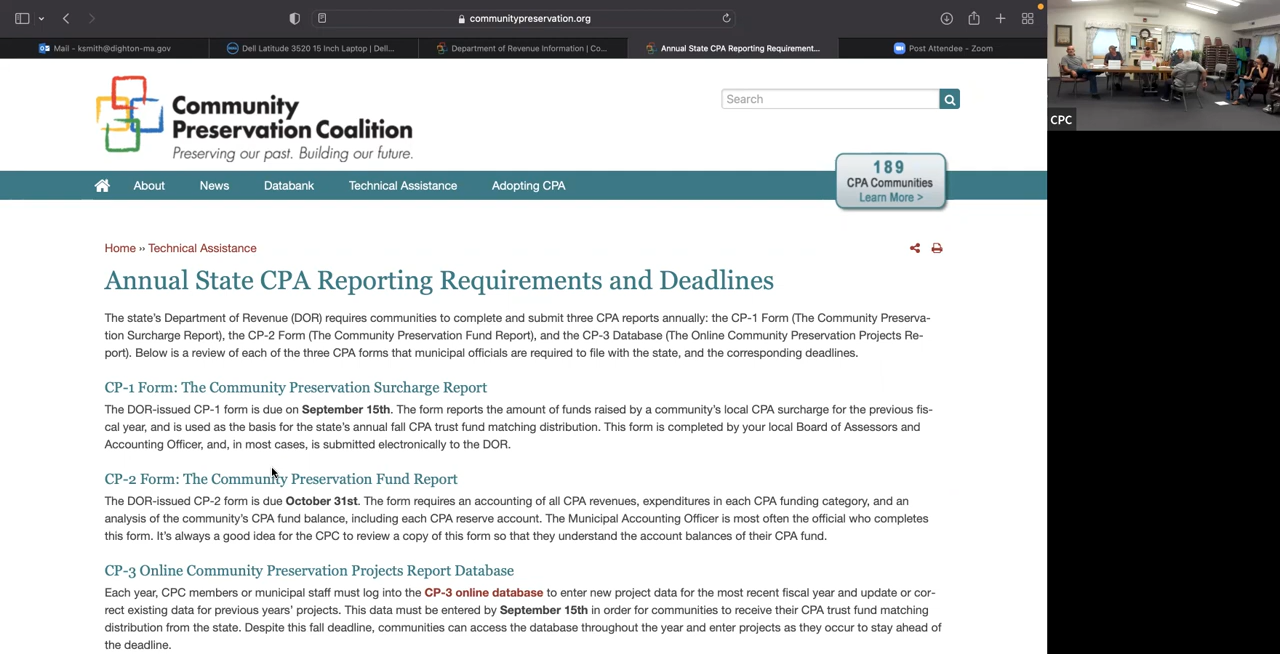 communitypreservation.org
Mail - ksmith@dighton-ma.gov
Dell Latitude 3520 15 Inch Laptop | Dell...
Department of Revenue Information | Co...
Annual State CPA Reporting Requirement...
Post Attendee - Zoom
CPC
Community
Preservation Coalition
Preserving our past. Building our future.
Search
About
News
Databank
Technical Assistance
Adopting CPA
189
CPA Communities
Learn More >
Home ›› Technical Assistance
Annual State CPA Reporting Requirements and Deadlines
The state's Department of Revenue (DOR) requires communities to complete and submit three CPA reports annually: the CP-1 Form (The Community Preserva-
tion Surcharge Report), the CP-2 Form (The Community Preservation Fund Report), and the CP-3 Database (The Online Community Preservation Projects Re-
port). Below is a review of each of the three CPA forms that municipal officials are required to file with the state, and the corresponding deadlines.
CP-1 Form: The Community Preservation Surcharge Report
The DOR-issued CP-1 form is due on September 15th. The form reports the amount of funds raised by a community's local CPA surcharge for the previous fis-
cal year, and is used as the basis for the state's annual fall CPA trust fund matching distribution. This form is completed by your local Board of Assessors and
Accounting Officer, and, in most cases, is submitted electronically to the DOR.
CP-2 Form: The Community Preservation Fund Report
The DOR-issued CP-2 form is due October 31st. The form requires an accounting of all CPA revenues, expenditures in each CPA funding category, and an
analysis of the community's CPA fund balance, including each CPA reserve account. The Municipal Accounting Officer is most often the official who completes
this form. It's always a good idea for the CPC to review a copy of this form so that they understand the account balances of their CPA fund.
CP-3 Online Community Preservation Projects Report Database
Each year, CPC members or municipal staff must log into the CP-3 online database to enter new project data for the most recent fiscal year and update or cor-
rect existing data for previous years' projects. This data must be entered by September 15th in order for communities to receive their CPA trust fund matching
distribution from the state. Despite this fall deadline, communities can access the database throughout the year and enter projects as they occur to stay ahead of
the deadline.